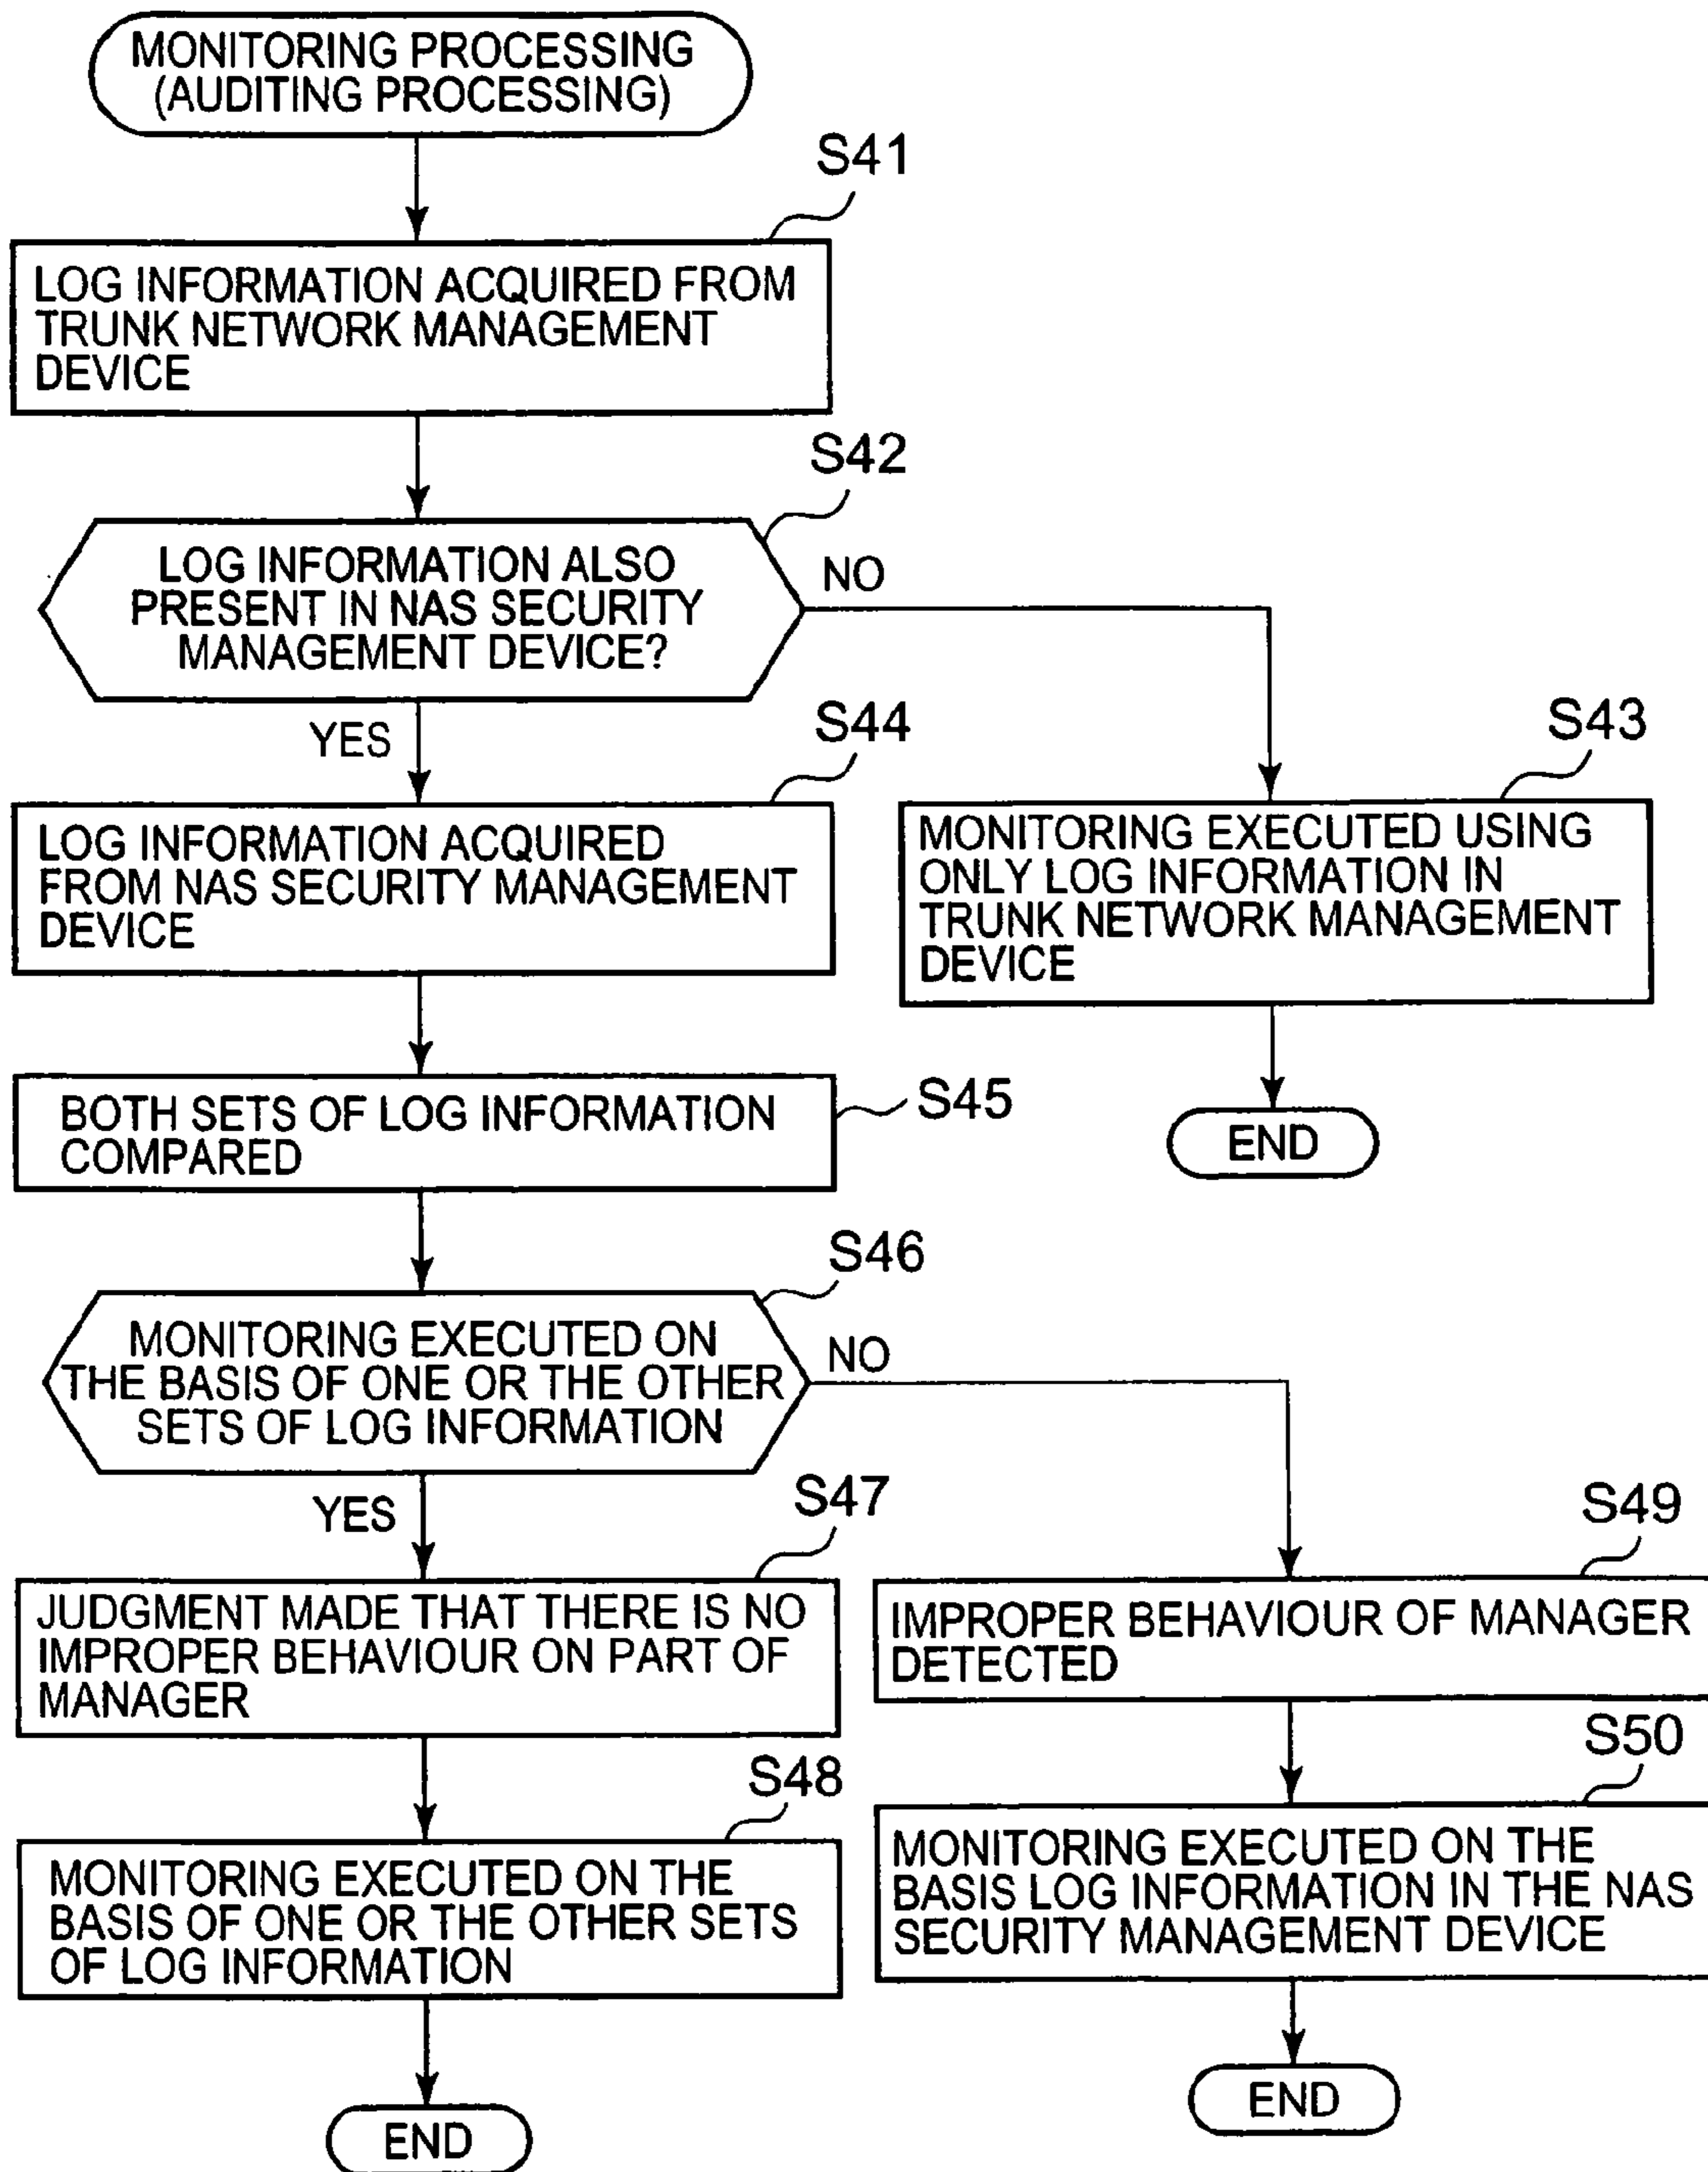 MONITORING PROCESSING
(AUDITING PROCESSING)
S41
LOG INFORMATION ACQUIRED FROM
TRUNK NETWORK MANAGEMENT
DEVICE
S42
LOG INFORMATION ALSO
PRESENT IN NAS SECURITY
MANAGEMENT DEVICE?
NO
YES
S44
S43
LOG INFORMATION ACQUIRED
FROM NAS SECURITY MANAGEMENT
DEVICE
MONITORING EXECUTED USING
ONLY LOG INFORMATION IN
TRUNK NETWORK MANAGEMENT
DEVICE
BOTH SETS OF LOG INFORMATION
COMPARED
S45
END
S46
MONITORING EXECUTED ON
THE BASIS OF ONE OR THE OTHER
SETS OF LOG INFORMATION
NO
YES
S47
S49
JUDGMENT MADE THAT THERE IS NO
IMPROPER BEHAVIOUR ON PART OF
MANAGER
IMPROPER BEHAVIOUR OF MANAGER
DETECTED
S48
S50
MONITORING EXECUTED ON THE
BASIS OF ONE OR THE OTHER SETS
OF LOG INFORMATION
MONITORING EXECUTED ON THE
BASIS LOG INFORMATION IN THE NAS
SECURITY MANAGEMENT DEVICE
END
END